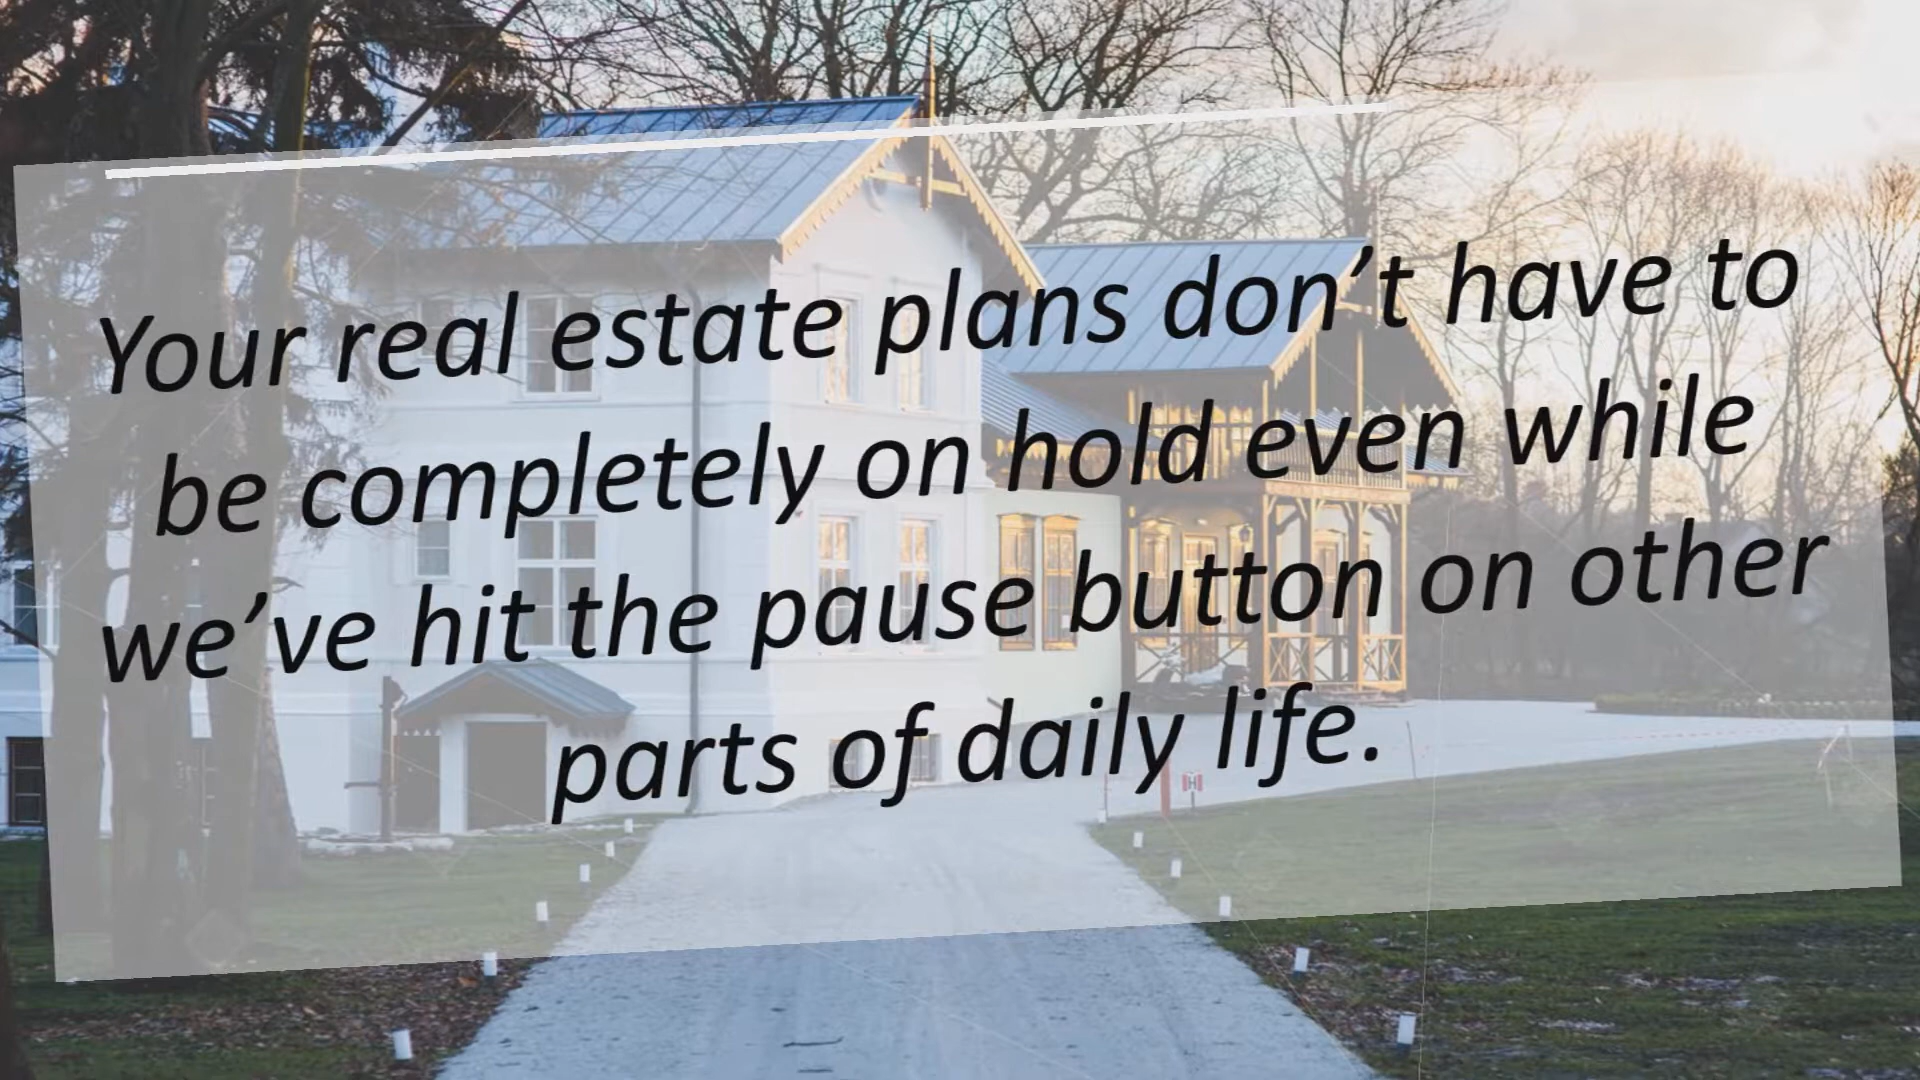 Your real estate plans don’t have to
be completely on hold even while
we’ve hit the pause button on other
parts of daily life.